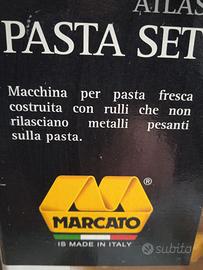 ATLAS
PASTA SET
Macchina per pasta fresca
costruita con rulli che non
rilasciano metalli pesanti
sulla pasta.
®
MARCATO
IS MADE IN ITALY
subito